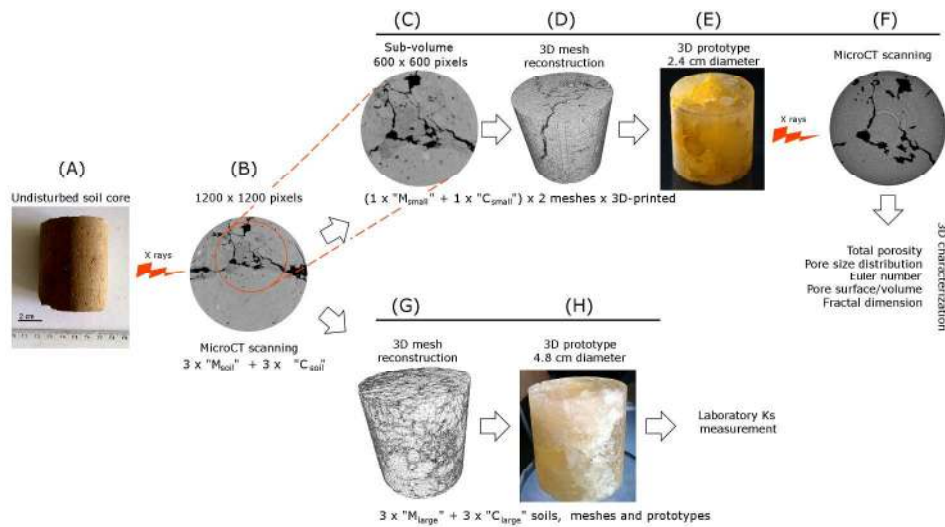 (A)
Undisturbed soil core
2 cm
X rays
(B)
1200 x 1200 pixels
MicroCT scanning
3 x "Msoil" + 3 x "Csoil"
(C)
Sub-volume
600 x 600 pixels
(D)
3D mesh
reconstruction
(E)
3D prototype
2.4 cm diameter
X rays
(F)
MicroCT scanning
{1 x "Msmall" + 1 x "Csmall"} x 2 meshes x 3D-printed
Total porosity
Pore size distribution
Euler number
Pore surface/volume
Fractal dimension
3D characterization
(G)
3D mesh
reconstruction
(H)
3D prototype
4.8 cm diameter
Laboratory Ks
measurement
3 x "Mlarge" + 3 x "Clarge" soils, meshes and prototypes